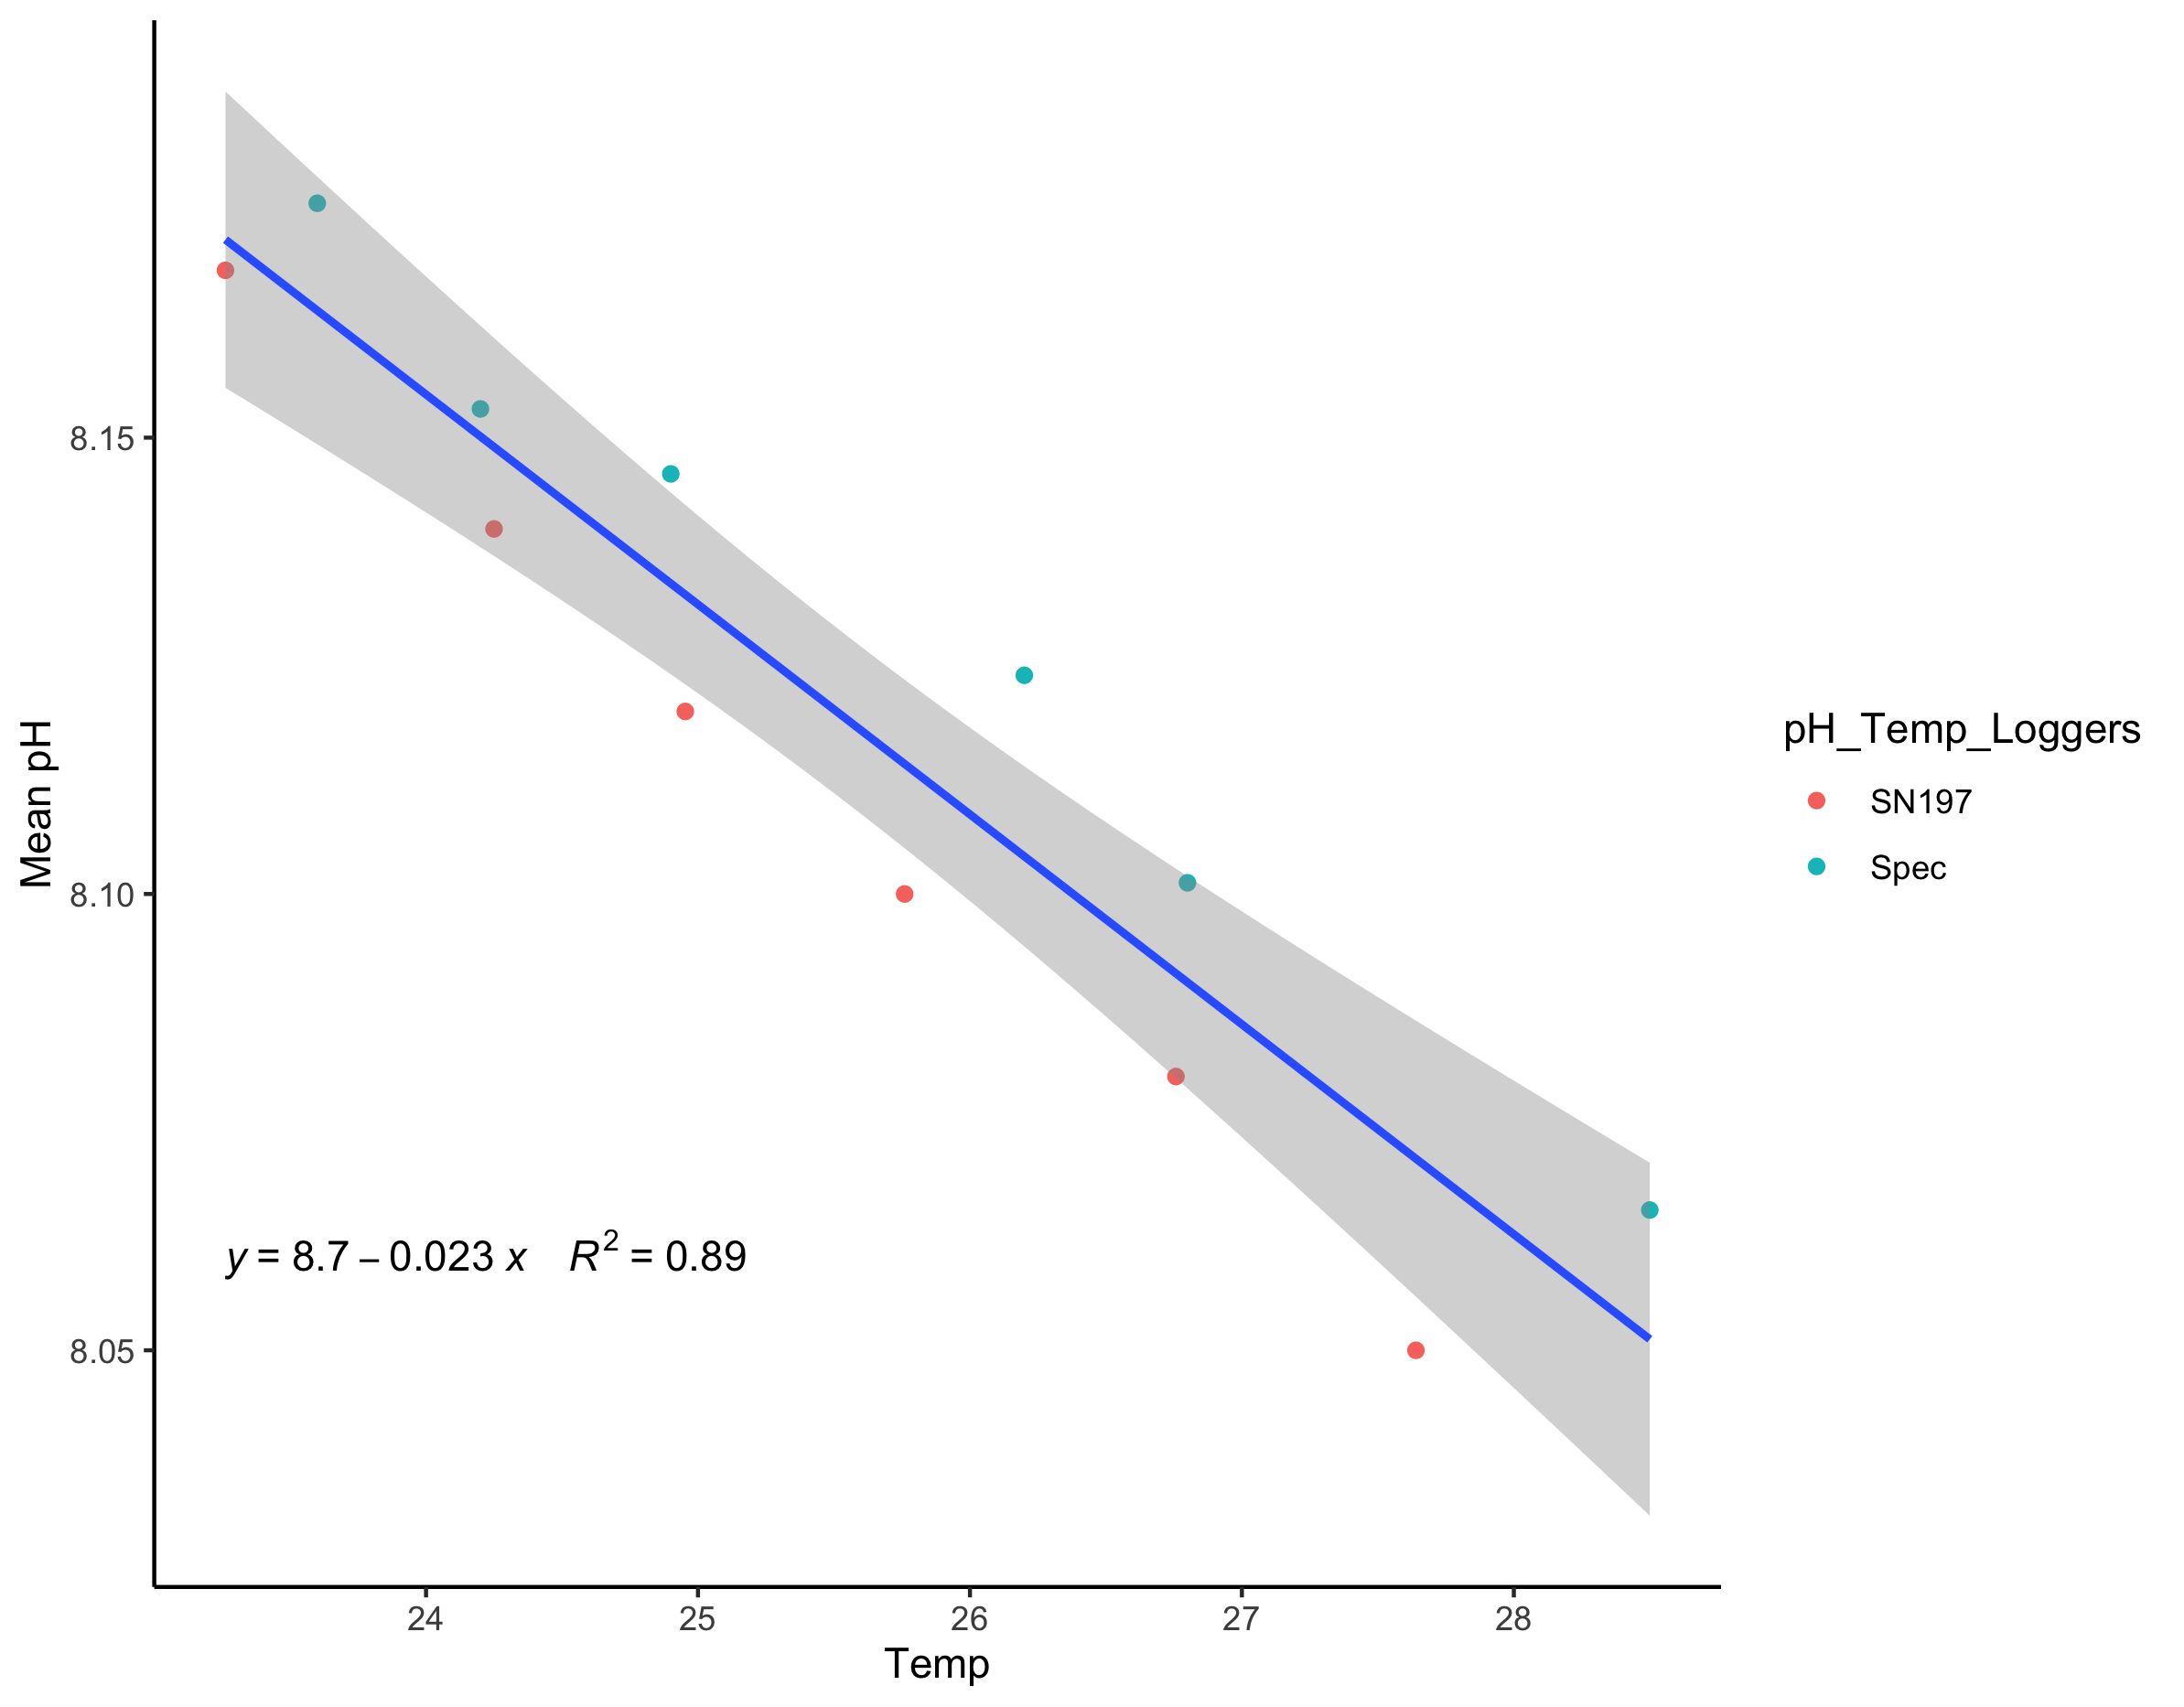 8.15
8.10
8.05
Mean pH
y = 8.7 – 0.023 x R² = 0.89
24 25 26 27 28
Temp
pH_Temp_Loggers
SN197
Spec